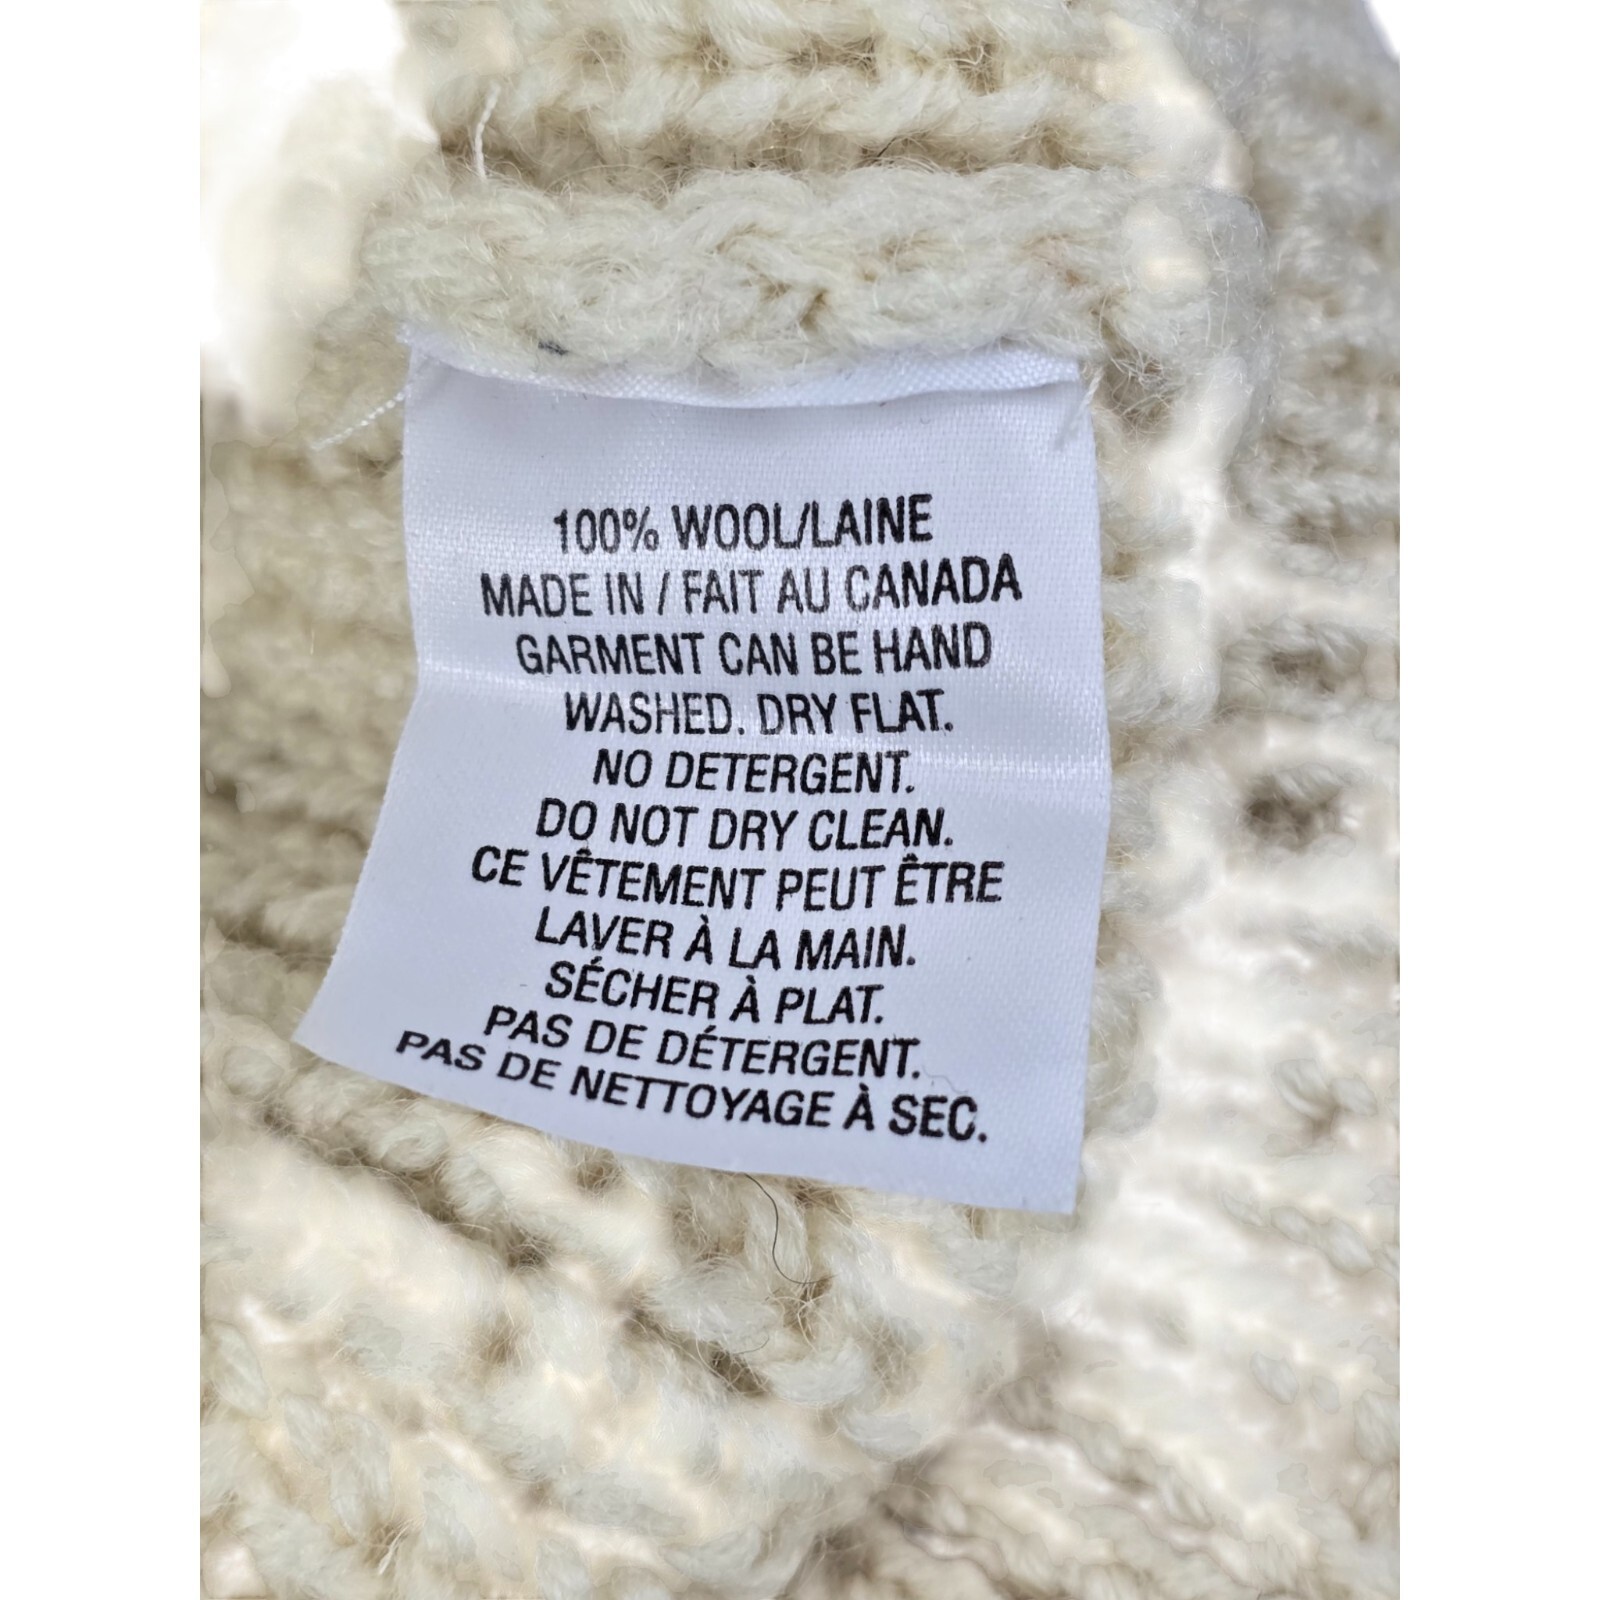 100% WOOL/LAINE
MADE IN / FAIT AU CANADA
GARMENT CAN BE HAND
WASHED. DRY FLAT.
NO DETERGENT.
DO NOT DRY CLEAN.
CE VÊTEMENT PEUT ÊTRE
LAVER À LA MAIN.
SÉCHER À PLAT.
PAS DE DÉTERGENT.
PAS DE NETTOYAGE À SEC.